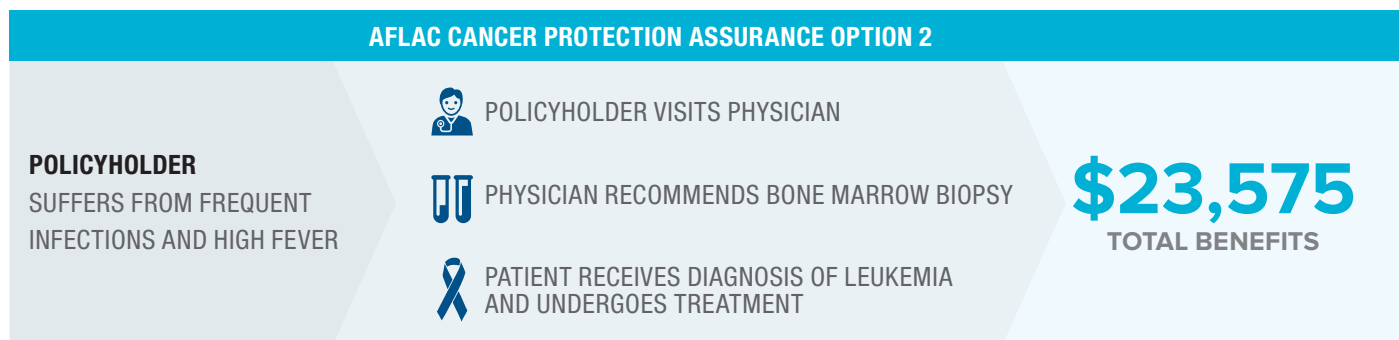 AFLAC CANCER PROTECTION ASSURANCE OPTION 2
POLICYHOLDER
SUFFERS FROM FREQUENT
INFECTIONS AND HIGH FEVER
POLICYHOLDER VISITS PHYSICIAN
PHYSICIAN RECOMMENDS BONE MARROW BIOPSY
PATIENT RECEIVES DIAGNOSIS OF LEUKEMIA
AND UNDERGOES TREATMENT
$23,575
TOTAL BENEFITS